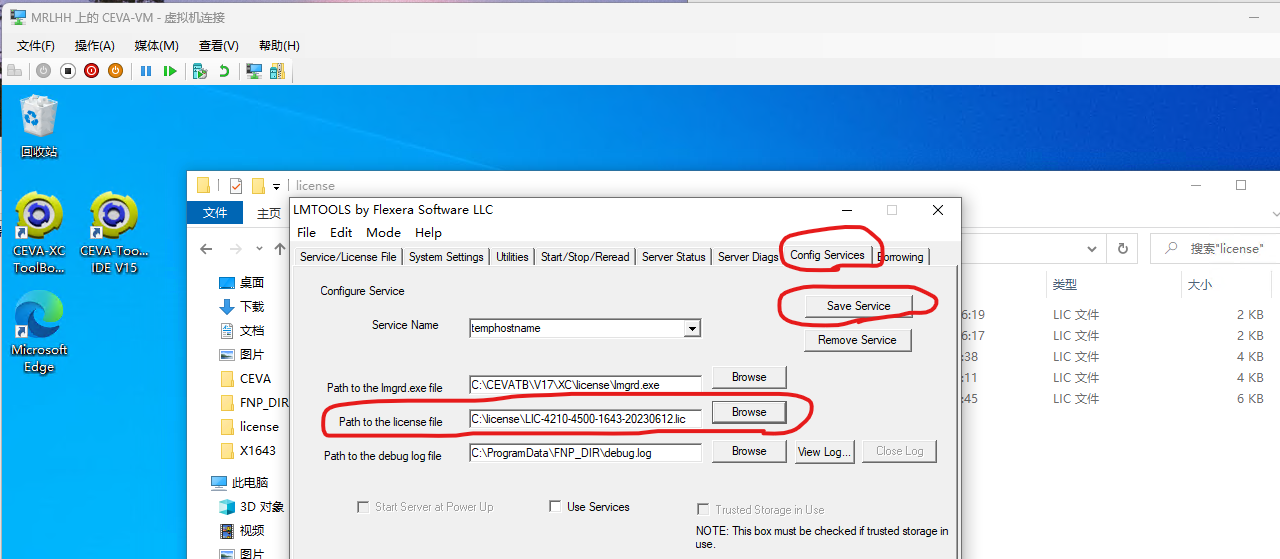 MRLHH 上的 CEVA-VM - 虚拟机连接
文件(F) 操作(A) 媒体(M) 查看(V) 帮助(H)
回收站
license
文件 主页
CEVA-XC
ToolBo...
CEVA-Too...
IDE V15
Microsoft
Edge
桌面
下载
文档
图片
CEVA
FNP_DIR
license
X1643
此电脑
3D 对象
视频
图片
LMTOOLS by Flexera Software LLC
File Edit Mode Help
Service/License File System Settings Utilities Start/Stop/Reread Server Status Server Diags Config Services Borrowing
Configure Service
Save Service
Service Name temphostname
Remove Service
Path to the lmgrd.exe file C:\CEVATB\V17\XC\license\lmgrd.exe Browse
Path to the license file C:\license\LIC-4210-4500-1643-20230612.lic Browse
Path to the debug log file C:\ProgramData\FNP_DIR\debug.log Browse View Log... Close Log
Start Server at Power Up Use Services Trusted Storage in Use
NOTE: This box must be checked if trusted storage in
use.
搜索"license"
类型 大小
6:19 LIC 文件 2 KB
6:17 LIC 文件 2 KB
:38 LIC 文件 4 KB
:11 LIC 文件 4 KB
:45 LIC 文件 6 KB